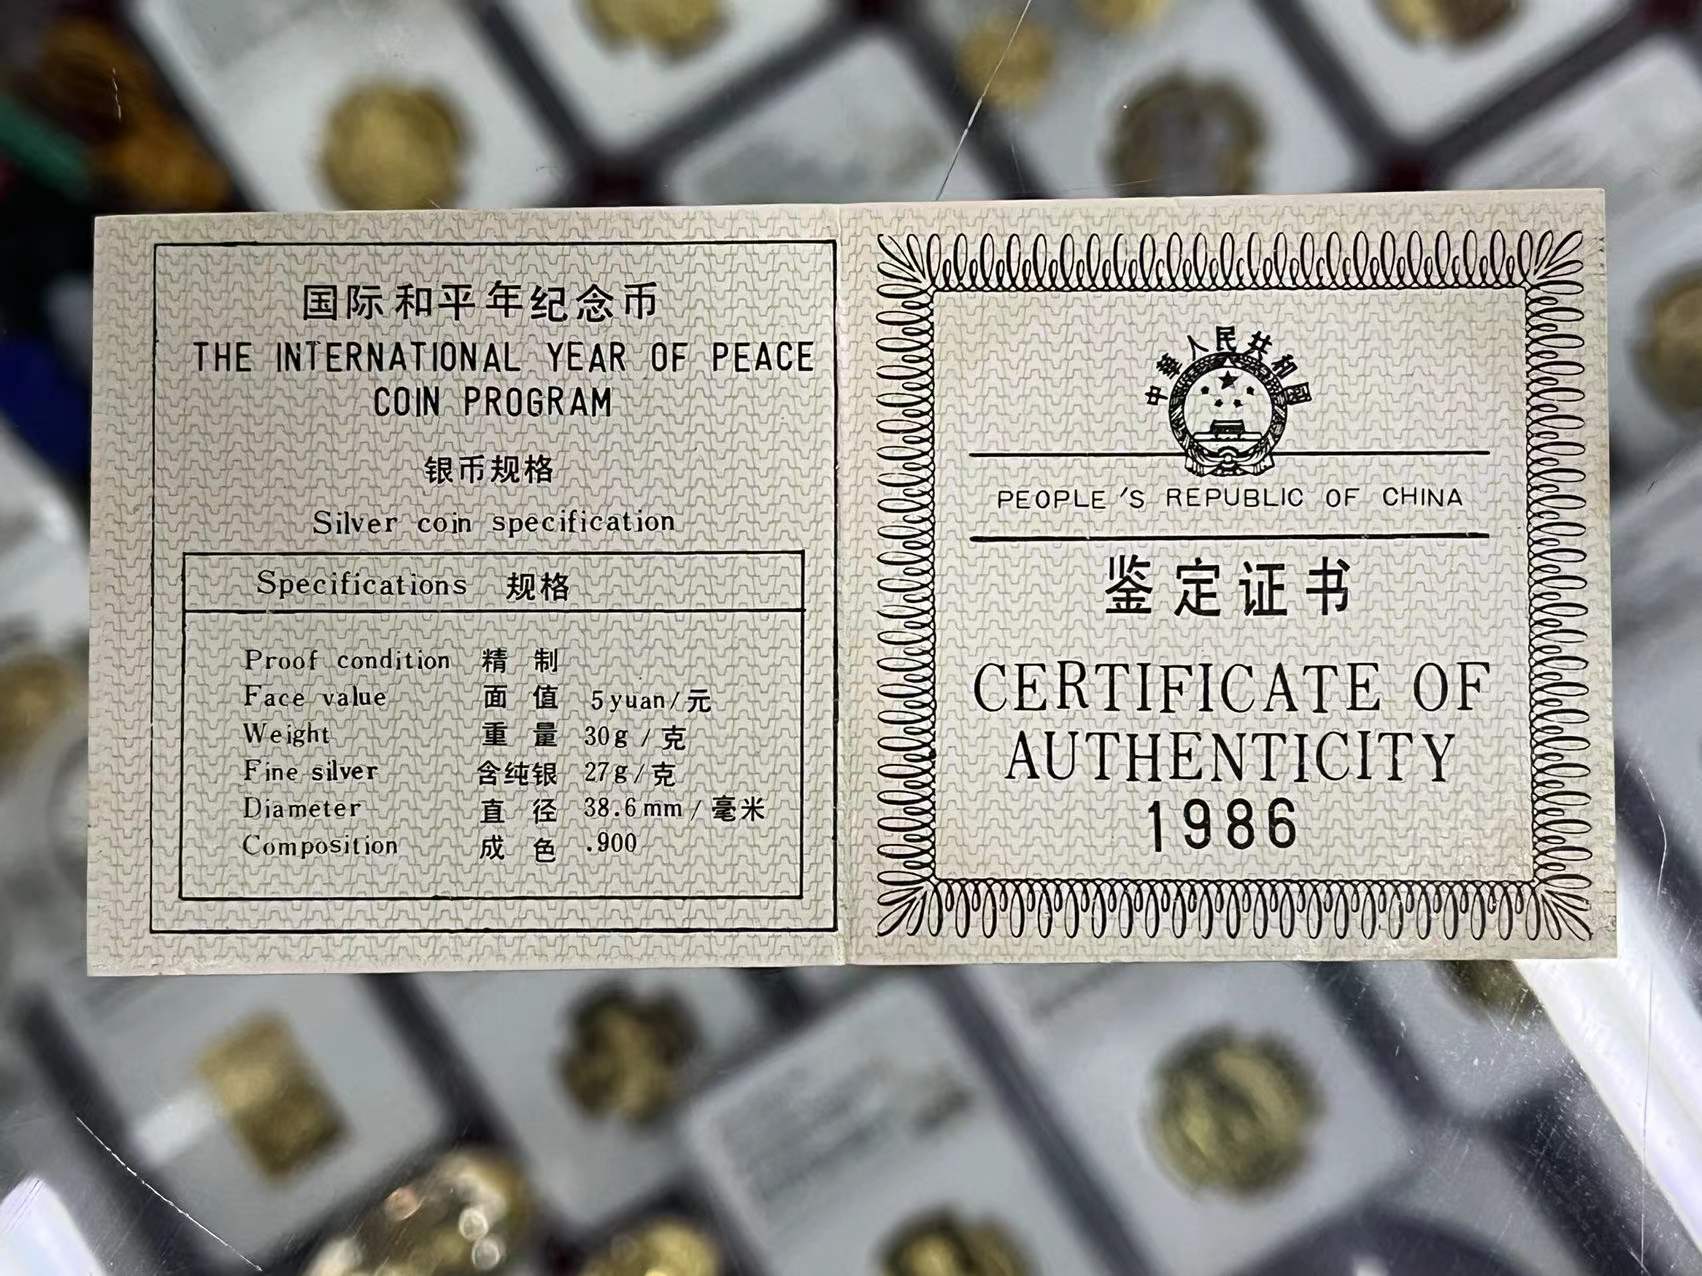 国际和平年纪念币
THE INTERNATIONAL YEAR OF PEACE
COIN PROGRAM
银币规格
Silver coin specification
Specifications 规格
Proof condition 精 制
Face value 面 值 5yuan/元
Weight 重 量 30g / 克
Fine silver 含纯银 27g/克
Diameter 直 径 38.6mm / 毫米
Composition 成 色 .900
中華人民共和國
PEOPLE'S REPUBLIC OF CHINA
鉴定证书
CERTIFICATE OF
AUTHENTICITY
1986